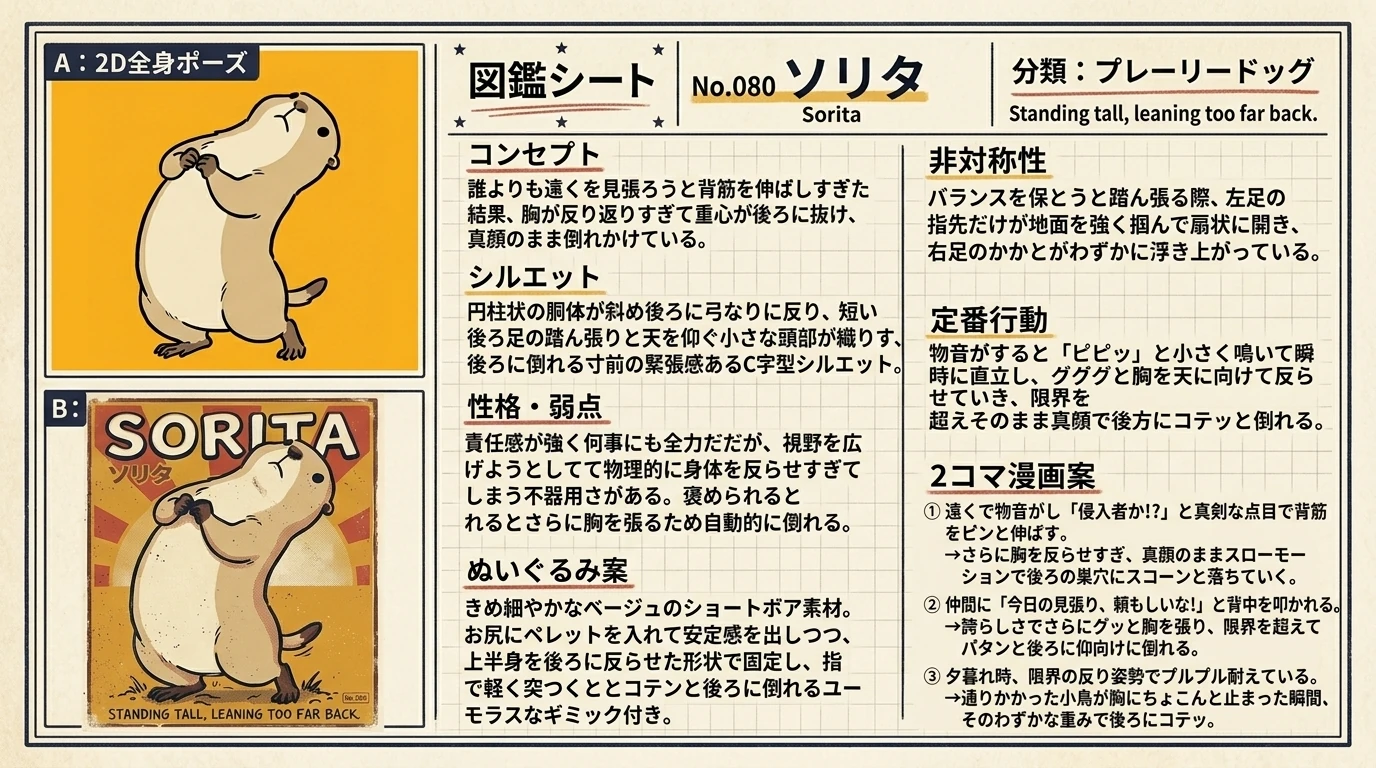 A：2D全身ポーズ
B：
SORITA
ソリタ
No.080
STANDING TALL, LEANING TOO FAR BACK.
図鑑シート
No.080 ソリタ
Sorita
分類：プレーリードッグ
Standing tall, leaning too far back.
コンセプト
誰よりも遠くを見張ろうと背筋を伸ばしすぎた
結果、胸が反り返りすぎて重心が後ろに抜け、
真顔のまま倒れかけている。
シルエット
円柱状の胴体が斜め後ろに弓なりに反り、短い
後ろ足の踏ん張りと天を仰ぐ小さな頭部が織りす、
後ろに倒れる寸前の緊張感あるC字型シルエット。
性格・弱点
責任感が強く何事にも全力だだが、視野を広
げようとしてて物理的に身体を反らせすぎて
しまう不器用さがある。褒められると
れるとさらに胸を張るため自動的に倒れる。
ぬいぐるみ案
きめ細やかなベージュのショートボア素材。
お尻にペレットを入れて安定感を出しつつ、
上半身を後ろに反らせた形状で固定し、指
で軽く突つくととコテンと後ろに倒れるユー
モラスなギミック付き。
非対称性
バランスを保とうと踏ん張る際、左足の
指先だけが地面を強く掴んで扇状に開き、
右足のかかとがわずかに浮き上がっている。
定番行動
物音がすると「ピピッ」と小さく鳴いて瞬
時に直立し、グググと胸を天に向けて反ら
せていき、限界を
超えそのまま真顔で後方にコテッと倒れる。
2コマ漫画案
① 遠くで物音がし「侵入者か!?」と真剣な点目で背筋
をピンと伸ばす。
→さらに胸を反らせすぎ、真顔のままスローモー
ションで後ろの巣穴にスコーンと落ちていく。
② 仲間に「今日の見張り、頼もしいな!」と背中を叩かれる。
→誇らしさでさらにグッと胸を張り、限界を超えて
バタンと後ろに仰向けに倒れる。
③ 夕暮れ時、限界の反り姿勢でプルプル耐えている。
→通りかかった小鳥が胸にちょこんと止まった瞬間、
そのわずかな重みで後ろにコテッ。